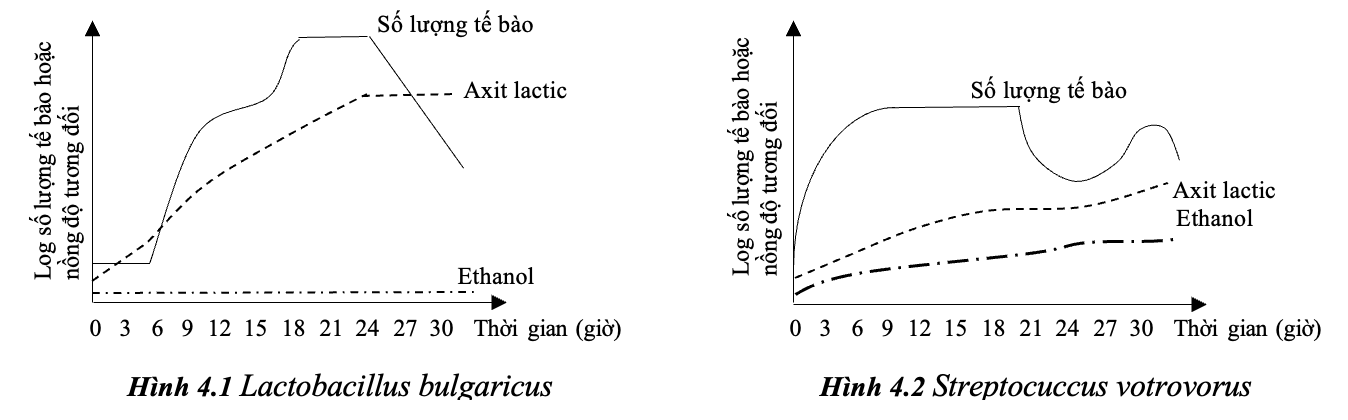 Log số lượng tế bào hoặc
nồng độ tương đối
Số lượng tế bào
Axit lactic
Ethanol
0 3 6 9 12 15 18 21 24 27 30 Thời gian (giờ)
Hình 4.1 Lactobacillus bulgaricus
Log số lượng tế bào hoặc
nồng độ tương đối
Số lượng tế bào
Axit lactic
Ethanol
0 3 6 9 12 15 18 21 24 27 30 Thời gian (giờ)
Hình 4.2 Streptocuccus votrovorus